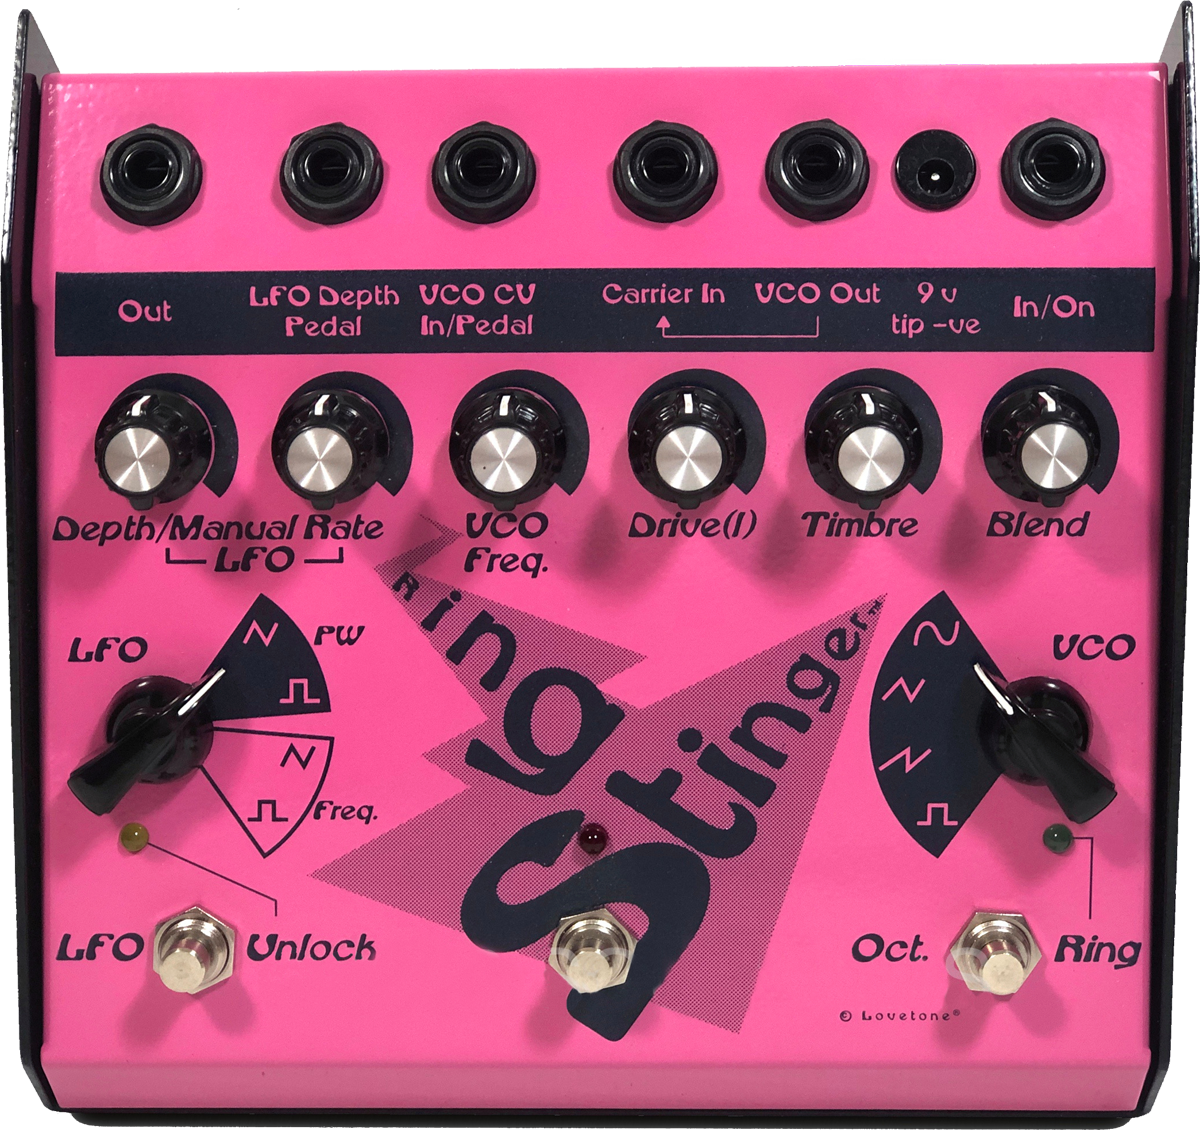 Out
LFO Depth
Pedal
VCO CV
In/Pedal
Carrier In
VCO Out
9v
tip -ve
In/On
Depth/Manual Rate
LFO
VCO
Freq.
Drive(I)
Timbre
Blend
LFO
PW
Freq.
Ring
Stinger™
VCO
LFO
Unlock
Oct.
Ring
© Lovetone®